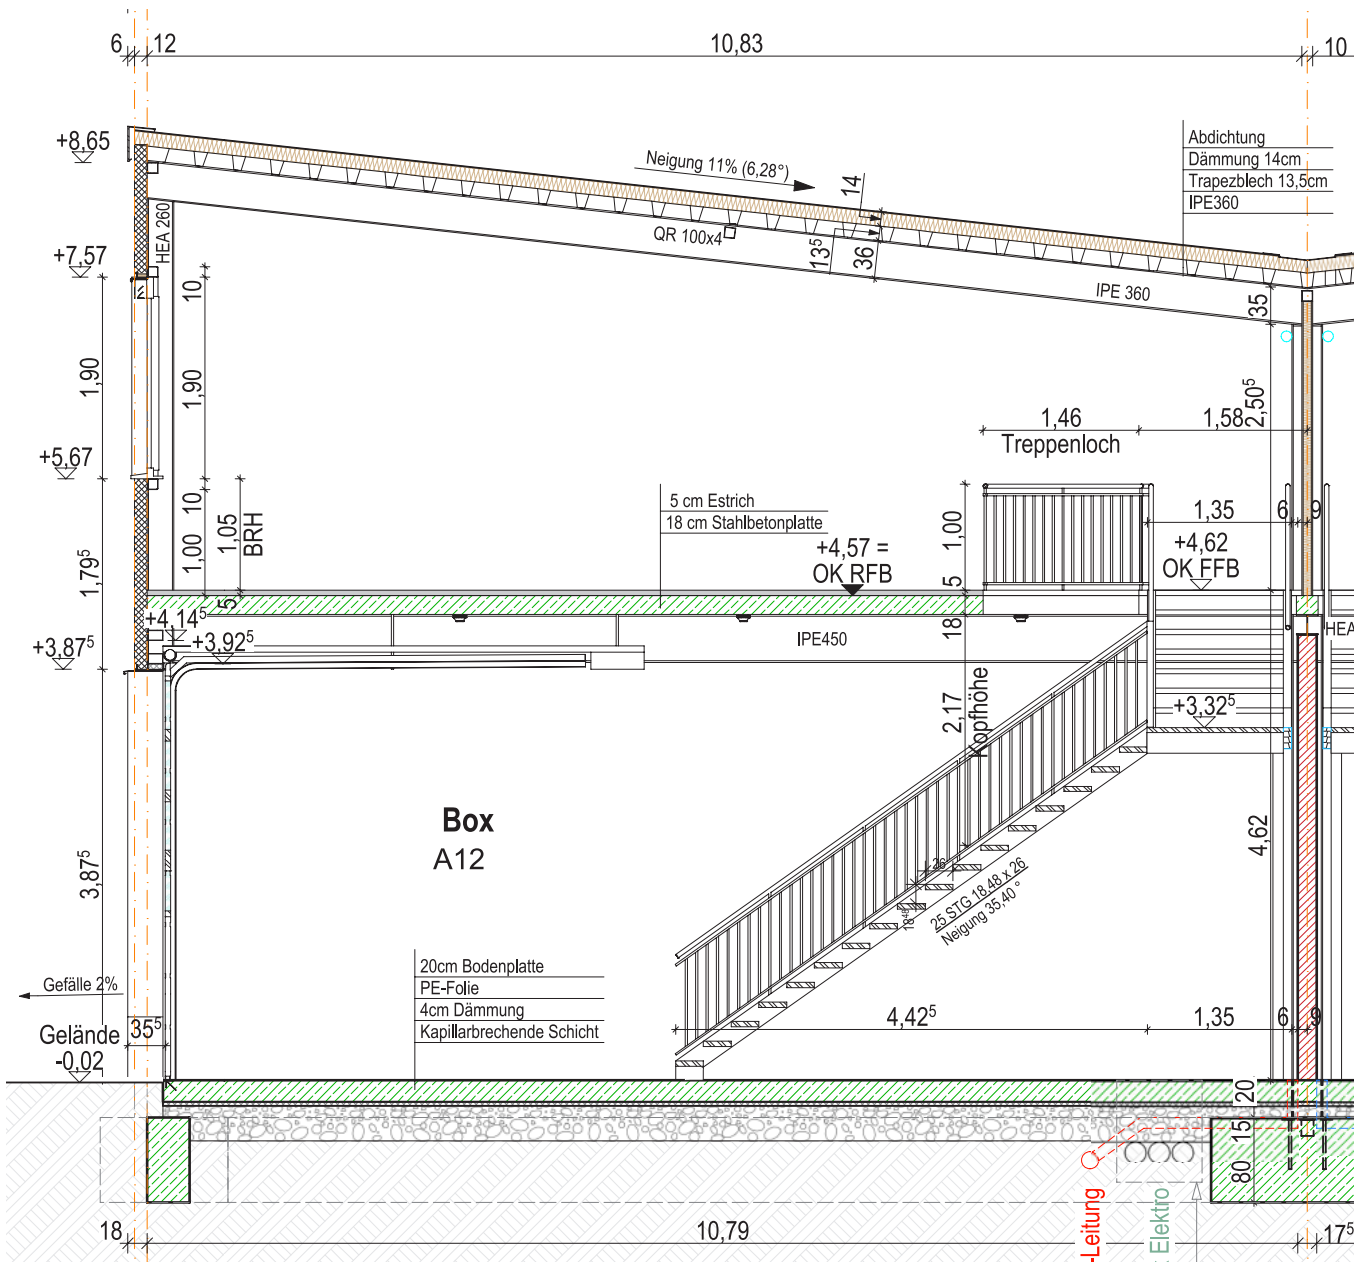 6
12
10,83
10
+8,65
Neigung 11% (6,28°)
14
Abdichtung
Dämmung 14cm
Trapezblech 13,5cm
IPE360
HEA 260
QR 100x4
13⁵
36
+7,57
10
IPE 360
35
1,90
1,90
2,50⁵
1,46
1,58
Treppenloch
+5,67
10
1,05
BRH
1,00
5 cm Estrich
18 cm Stahlbetonplatte
1,00
1,35
6
9
+4,57 =
OK RFB
+4,62
OK FFB
1,79⁵
5
5
18
+4,14⁵
+3,92⁵
+3,87⁵
IPE450
HEA
2,17
Kopfhöhe
+3,32⁵
Box
A12
3,87⁵
4,62
26
18⁴⁸
25 STG 18,48 x 26
Neigung 35,40 °
20cm Bodenplatte
PE-Folie
4cm Dämmung
Kapillarbrechende Schicht
Gefälle 2%
Gelände
-0,02
35⁵
4,42⁵
1,35
6
9
20
15
80
-Leitung
Elektro
18
10,79
17⁵